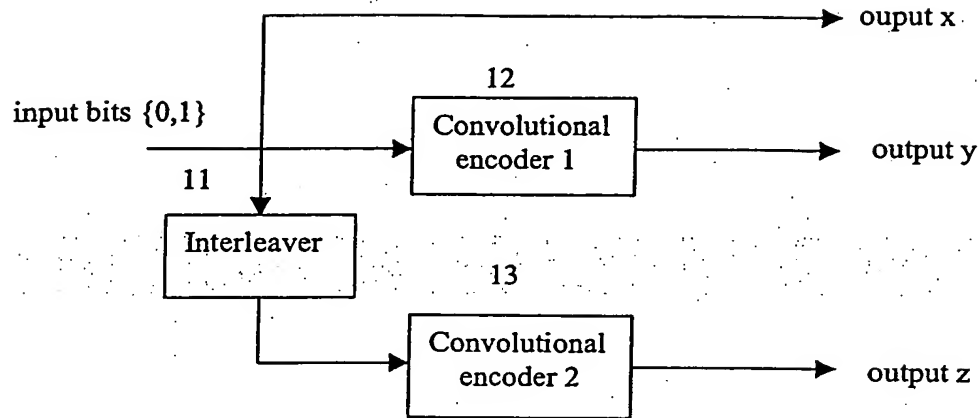 ouput x
12
input bits {0,1}
Convolutional
encoder 1
output y
11
Interleaver
13
Convolutional
encoder 2
output z